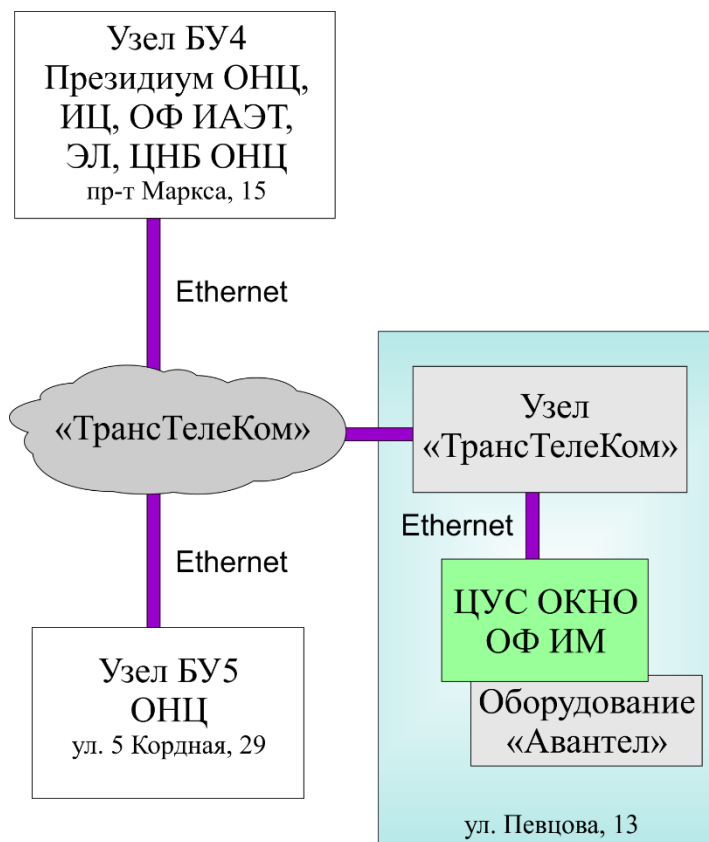 Узел БУ4
Президиум ОНЦ,
ИЦ, ОФ ИАЭТ,
ЭЛ, ЦНБ ОНЦ
пр-т Маркса, 15
Ethernet
«ТрансТелеКом»
Узел
«ТрансТелеКом»
Ethernet
Ethernet
ЦУС ОКНО
ОФ ИМ
Узел БУ5
ОНЦ
ул. 5 Кордная, 29
Оборудование
«Авантел»
ул. Певцова, 13